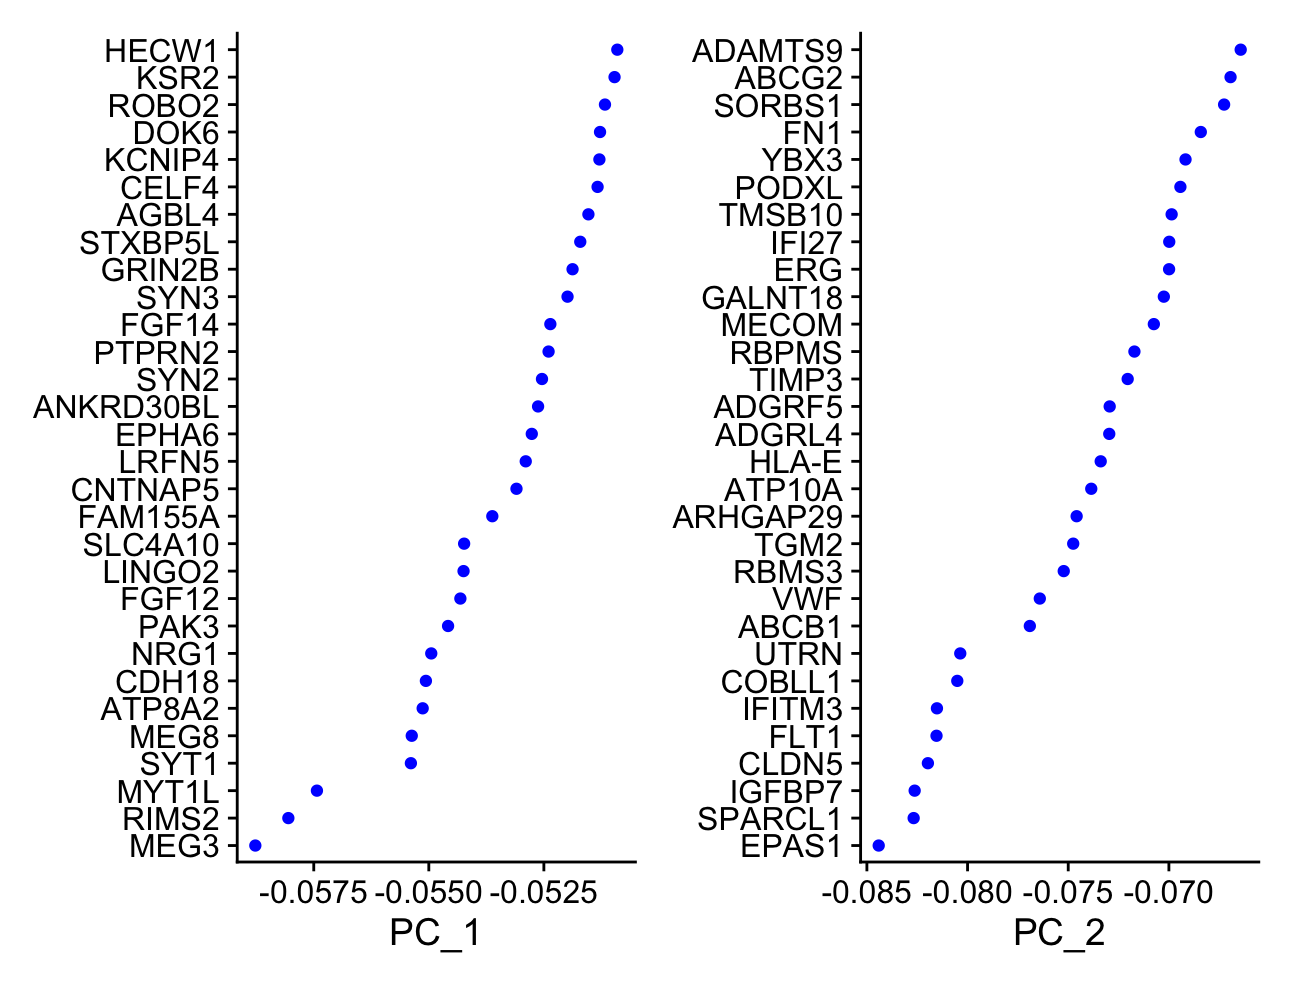 HECW1
KSR2
ROBO2
DOK6
KCNIP4
CELF4
AGBL4
STXBP5L
GRIN2B
SYN3
FGF14
PTPRN2
SYN2
ANKRD30BL
EPHA6
LRFN5
CNTNAP5
FAM155A
SLC4A10
LINGO2
FGF12
PAK3
NRG1
CDH18
ATP8A2
MEG8
SYT1
MYT1L
RIMS2
MEG3
-0.0575 -0.0550 -0.0525
PC_1
ADAMTS9
ABCG2
SORBS1
FN1
YBX3
PODXL
TMSB10
IFI27
ERG
GALNT18
MECOM
RBPMS
TIMP3
ADGRF5
ADGRL4
HLA-E
ATP10A
ARHGAP29
TGM2
RBMS3
VWF
ABCB1
UTRN
COBLL1
IFITM3
FLT1
CLDN5
IGFBP7
SPARCL1
EPAS1
-0.085 -0.080 -0.075 -0.070
PC_2